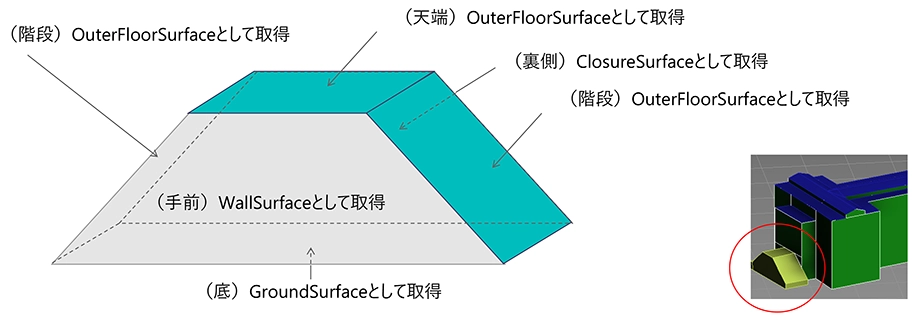 （天端）OuterFloorSurfaceとして取得
（階段）OuterFloorSurfaceとして取得
（裏側）ClosureSurfaceとして取得
（階段）OuterFloorSurfaceとして取得
（手前）WallSurfaceとして取得
（底）GroundSurfaceとして取得